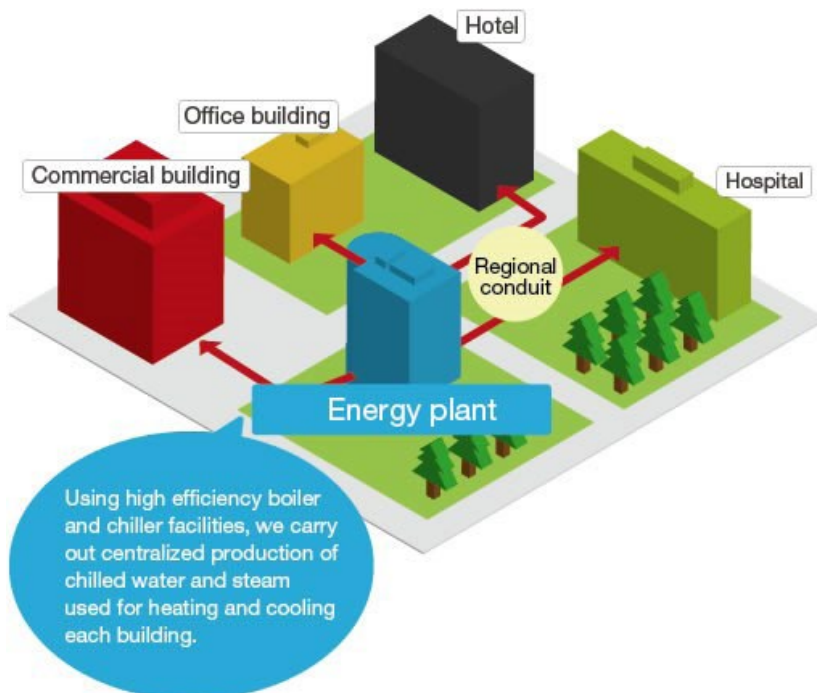 Hotel
Office building
Commercial building
Hospital
Regional
conduit
Energy plant
Using high efficiency boiler
and chiller facilities, we carry
out centralized production of
chilled water and steam
used for heating and cooling
each building.